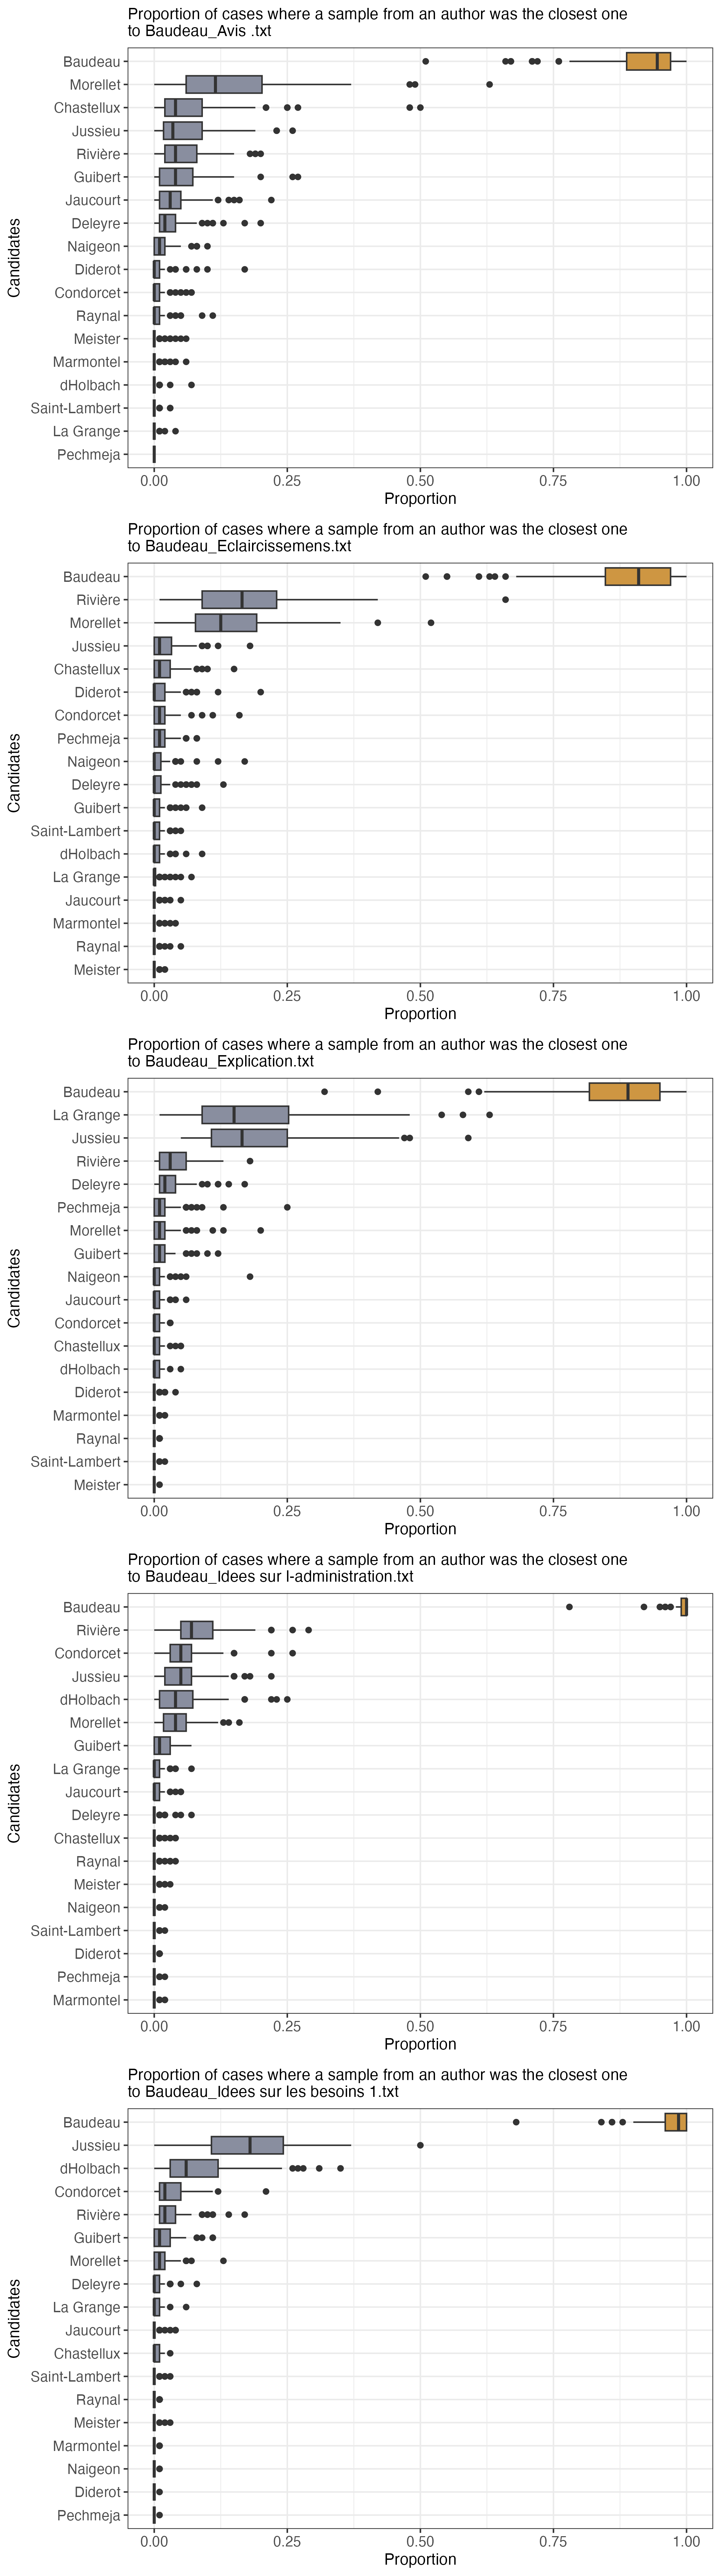 Proportion of cases where a sample from an author was the closest one
to Baudeau_Avis .txt
Candidates
Baudeau
Morellet
Chastellux
Jussieu
Rivière
Guibert
Jaucourt
Deleyre
Naigeon
Diderot
Condorcet
Raynal
Meister
Marmontel
dHolbach
Saint-Lambert
La Grange
Pechmeja
0.00 0.25 0.50 0.75 1.00
Proportion
Proportion of cases where a sample from an author was the closest one
to Baudeau_Eclaircissemens.txt
Candidates
Baudeau
Rivière
Morellet
Jussieu
Chastellux
Diderot
Condorcet
Pechmeja
Naigeon
Deleyre
Guibert
Saint-Lambert
dHolbach
La Grange
Jaucourt
Marmontel
Raynal
Meister
0.00 0.25 0.50 0.75 1.00
Proportion
Proportion of cases where a sample from an author was the closest one
to Baudeau_Explication.txt
Candidates
Baudeau
La Grange
Jussieu
Rivière
Deleyre
Pechmeja
Morellet
Guibert
Naigeon
Jaucourt
Condorcet
Chastellux
dHolbach
Diderot
Marmontel
Raynal
Saint-Lambert
Meister
0.00 0.25 0.50 0.75 1.00
Proportion
Proportion of cases where a sample from an author was the closest one
to Baudeau_Idees sur l-administration.txt
Candidates
Baudeau
Rivière
Condorcet
Jussieu
dHolbach
Morellet
Guibert
La Grange
Jaucourt
Deleyre
Chastellux
Raynal
Meister
Naigeon
Saint-Lambert
Diderot
Pechmeja
Marmontel
0.00 0.25 0.50 0.75 1.00
Proportion
Proportion of cases where a sample from an author was the closest one
to Baudeau_Idees sur les besoins 1.txt
Candidates
Baudeau
Jussieu
dHolbach
Condorcet
Rivière
Guibert
Morellet
Deleyre
La Grange
Jaucourt
Chastellux
Saint-Lambert
Raynal
Meister
Marmontel
Naigeon
Diderot
Pechmeja
0.00 0.25 0.50 0.75 1.00
Proportion